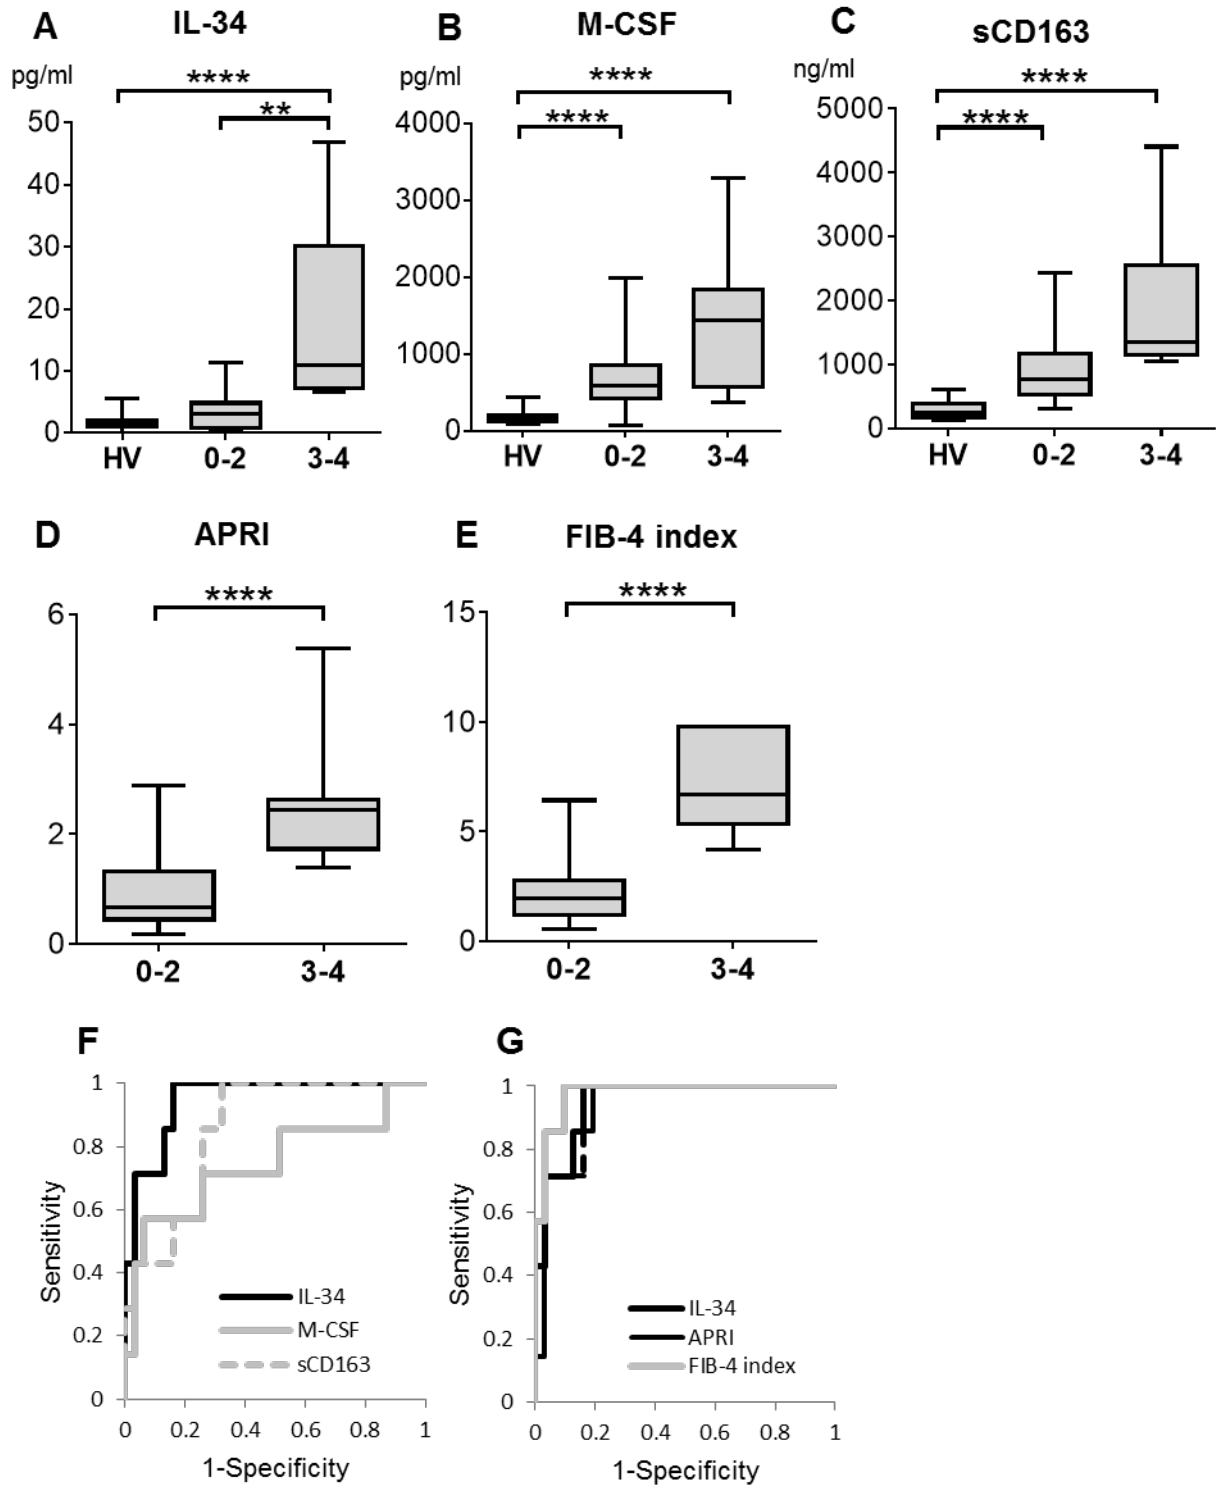 A
IL-34
pg/ml
****
**
50
40
30
20
10
0
HV
0-2
3-4
B
M-CSF
pg/ml
****
****
4000
3000
2000
1000
0
HV
0-2
3-4
C
sCD163
ng/ml
****
****
5000
4000
3000
2000
1000
0
HV
0-2
3-4
D
APRI
****
6
4
2
0
0-2
3-4
E
FIB-4 index
****
15
10
5
0
0-2
3-4
F
1
0.8
0.6
0.4
0.2
0
Sensitivity
IL-34
M-CSF
sCD163
0 0.2 0.4 0.6 0.8 1
1-Specificity
G
1
0.8
0.6
0.4
0.2
0
Sensitivity
IL-34
APRI
FIB-4 index
0 0.2 0.4 0.6 0.8 1
1-Specificity